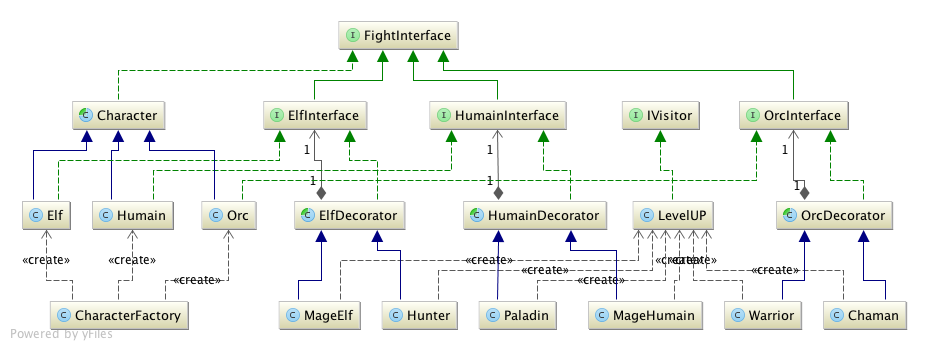 I FightInterface
C Character
I ElfInterface
I HumainInterface
I IVisitor
I OrcInterface
1
1
1
1
1
1
C Elf
C Humain
C Orc
C ElfDecorator
C HumainDecorator
C LevelUP
C OrcDecorator
«create»
«create»
«create»
«create»
«create»
«create»
«create»
«create»
«create»
C CharacterFactory
C MageElf
C Hunter
C Paladin
C MageHumain
C Warrior
C Chaman
Powered by yFiles